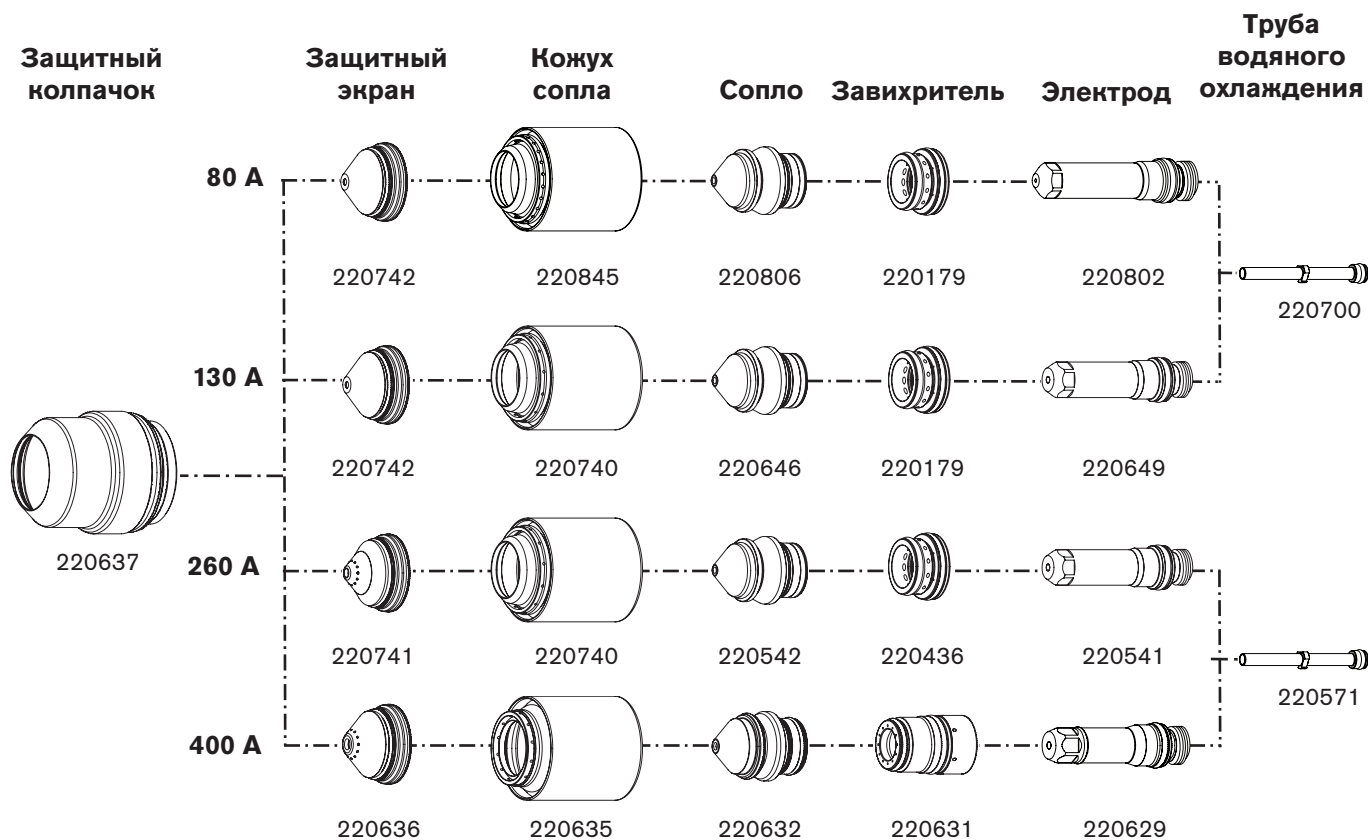 Защитный
колпачок
Защитный
экран
Кожух
сопла
Сопло
Завихритель
Электрод
Труба
водяного
охлаждения
80 А
220742
220845
220806
220179
220802
220700
130 А
220742
220740
220646
220179
220649
220637
260 А
220741
220740
220542
220436
220541
220571
400 А
220636
220635
220632
220631
220629